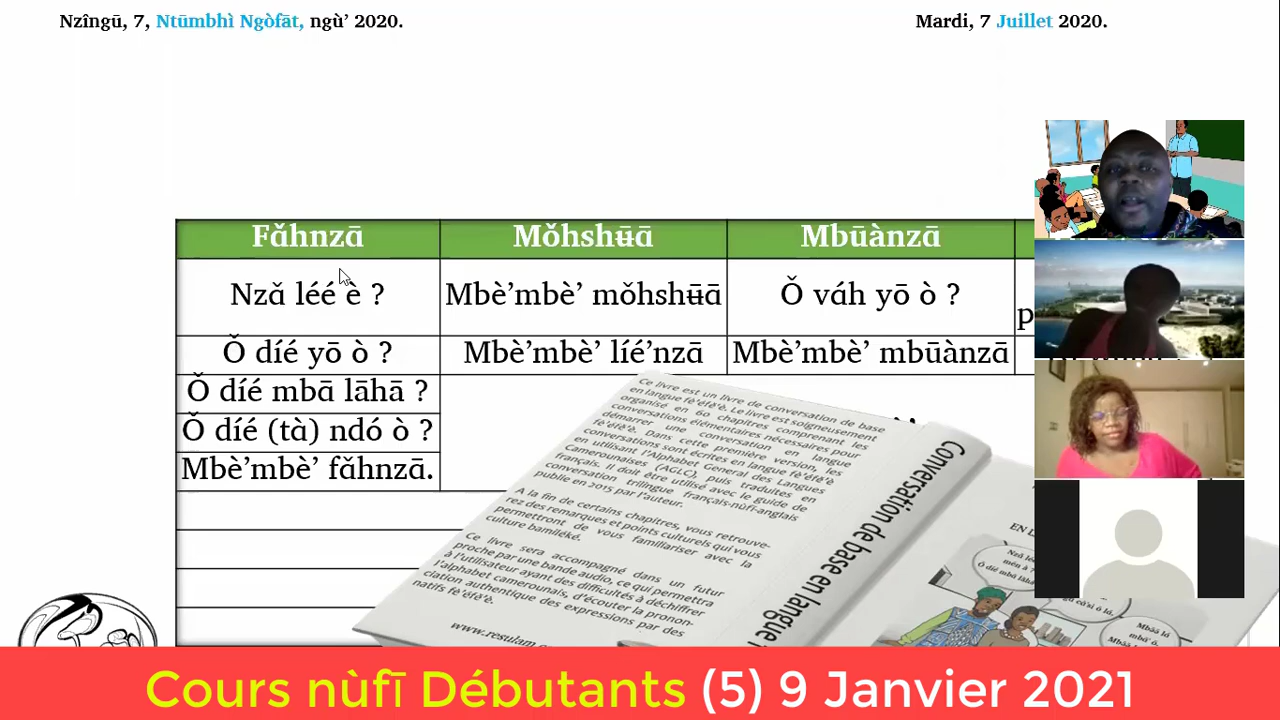 Nzîngū, 7, Ntūmbhì Ngòfāt, ngù’ 2020.
Mardi, 7 Juillet 2020.
Fǎhnzā
Mǒhshʉ̄ā
Mbūànzā
Nzǎ léé è ?
Mbè’mbè’ mǒhshʉ̄ā
Ǒ váh yō ò ?
p
Ǒ díé yō ò ?
Mbè’mbè’ líé’nzā
Mbè’mbè’ mbūànzā
Ǒ díé mbā lāhā ?
Ǒ díé (tà) ndó ò ?
Mbè’mbè’ fǎhnzā.
Ce livre est un livre de conversation de base
en langue fè'éfě'è. Le livre est soigneusement
organisé en 60 chapitres comprenant les
conversations élémentaires nécessaires pour
démarrer une conversation en langue
fè'éfě'è. Dans cette première version, les
conversations sont écrites en langue fè'éfě'è
en utilisant l'Alphabet General des Langues
Camerounaises (AGLC), puis traduites en
français. Il doit être utilisé avec le guide de
conversation trilingue français-nùfī-anglais
publie en 2015 par l'auteur.
A la fin de certains chapitres, vous retrouve-
rez des remarques et points culturels qui vous
permettront de vous familiariser avec la
culture bamiléké.
Ce livre sera accompagné dans un futur
proche par une bande audio, ce qui permettra
à l'utilisateur ayant des difficultés à déchiffrer
l'alphabet camerounais, d'écouter la pronon-
ciation authentique des expressions par des
natifs fè'éfě'è.
www.resulam
Conversation de base en langue
EN L
Cours nùfī Débutants (5) 9 Janvier 2021